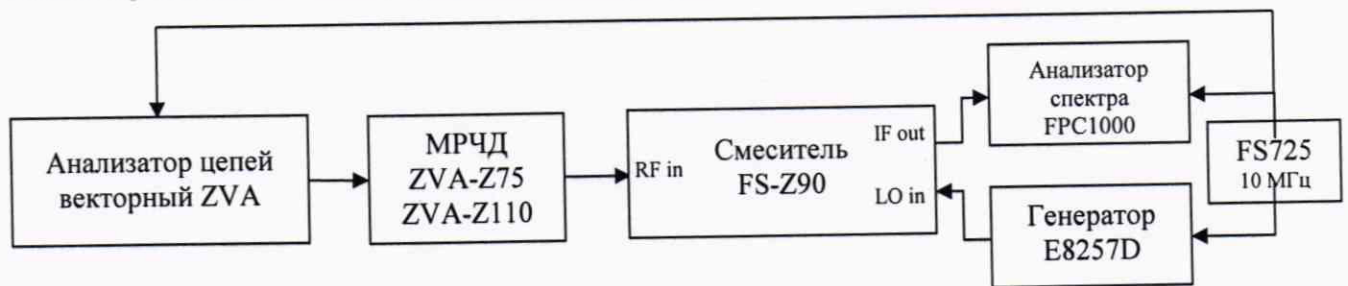 Анализатор цепей
векторный ZVA
МРЧД
ZVA-Z75
ZVA-Z110
RF in
Смеситель
FS-Z90
IF out
LO in
Анализатор
спектра
FPC1000
Генератор
E8257D
FS725
10 МГц